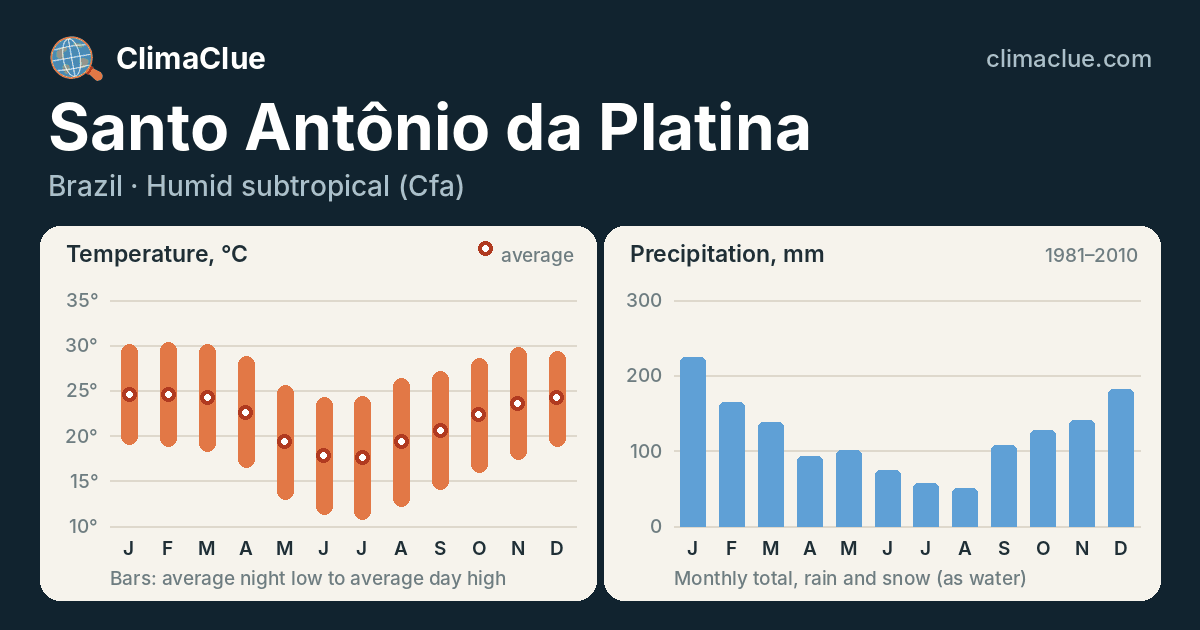 ClimaClue
climaclue.com
Santo Antônio da Platina
Brazil · Humid subtropical (Cfa)
Temperature, °C
average
35°
30°
25°
20°
15°
10°
J F M A M J J A S O N D
Bars: average night low to average day high
Precipitation, mm
1981–2010
300
200
100
0
J F M A M J J A S O N D
Monthly total, rain and snow (as water)